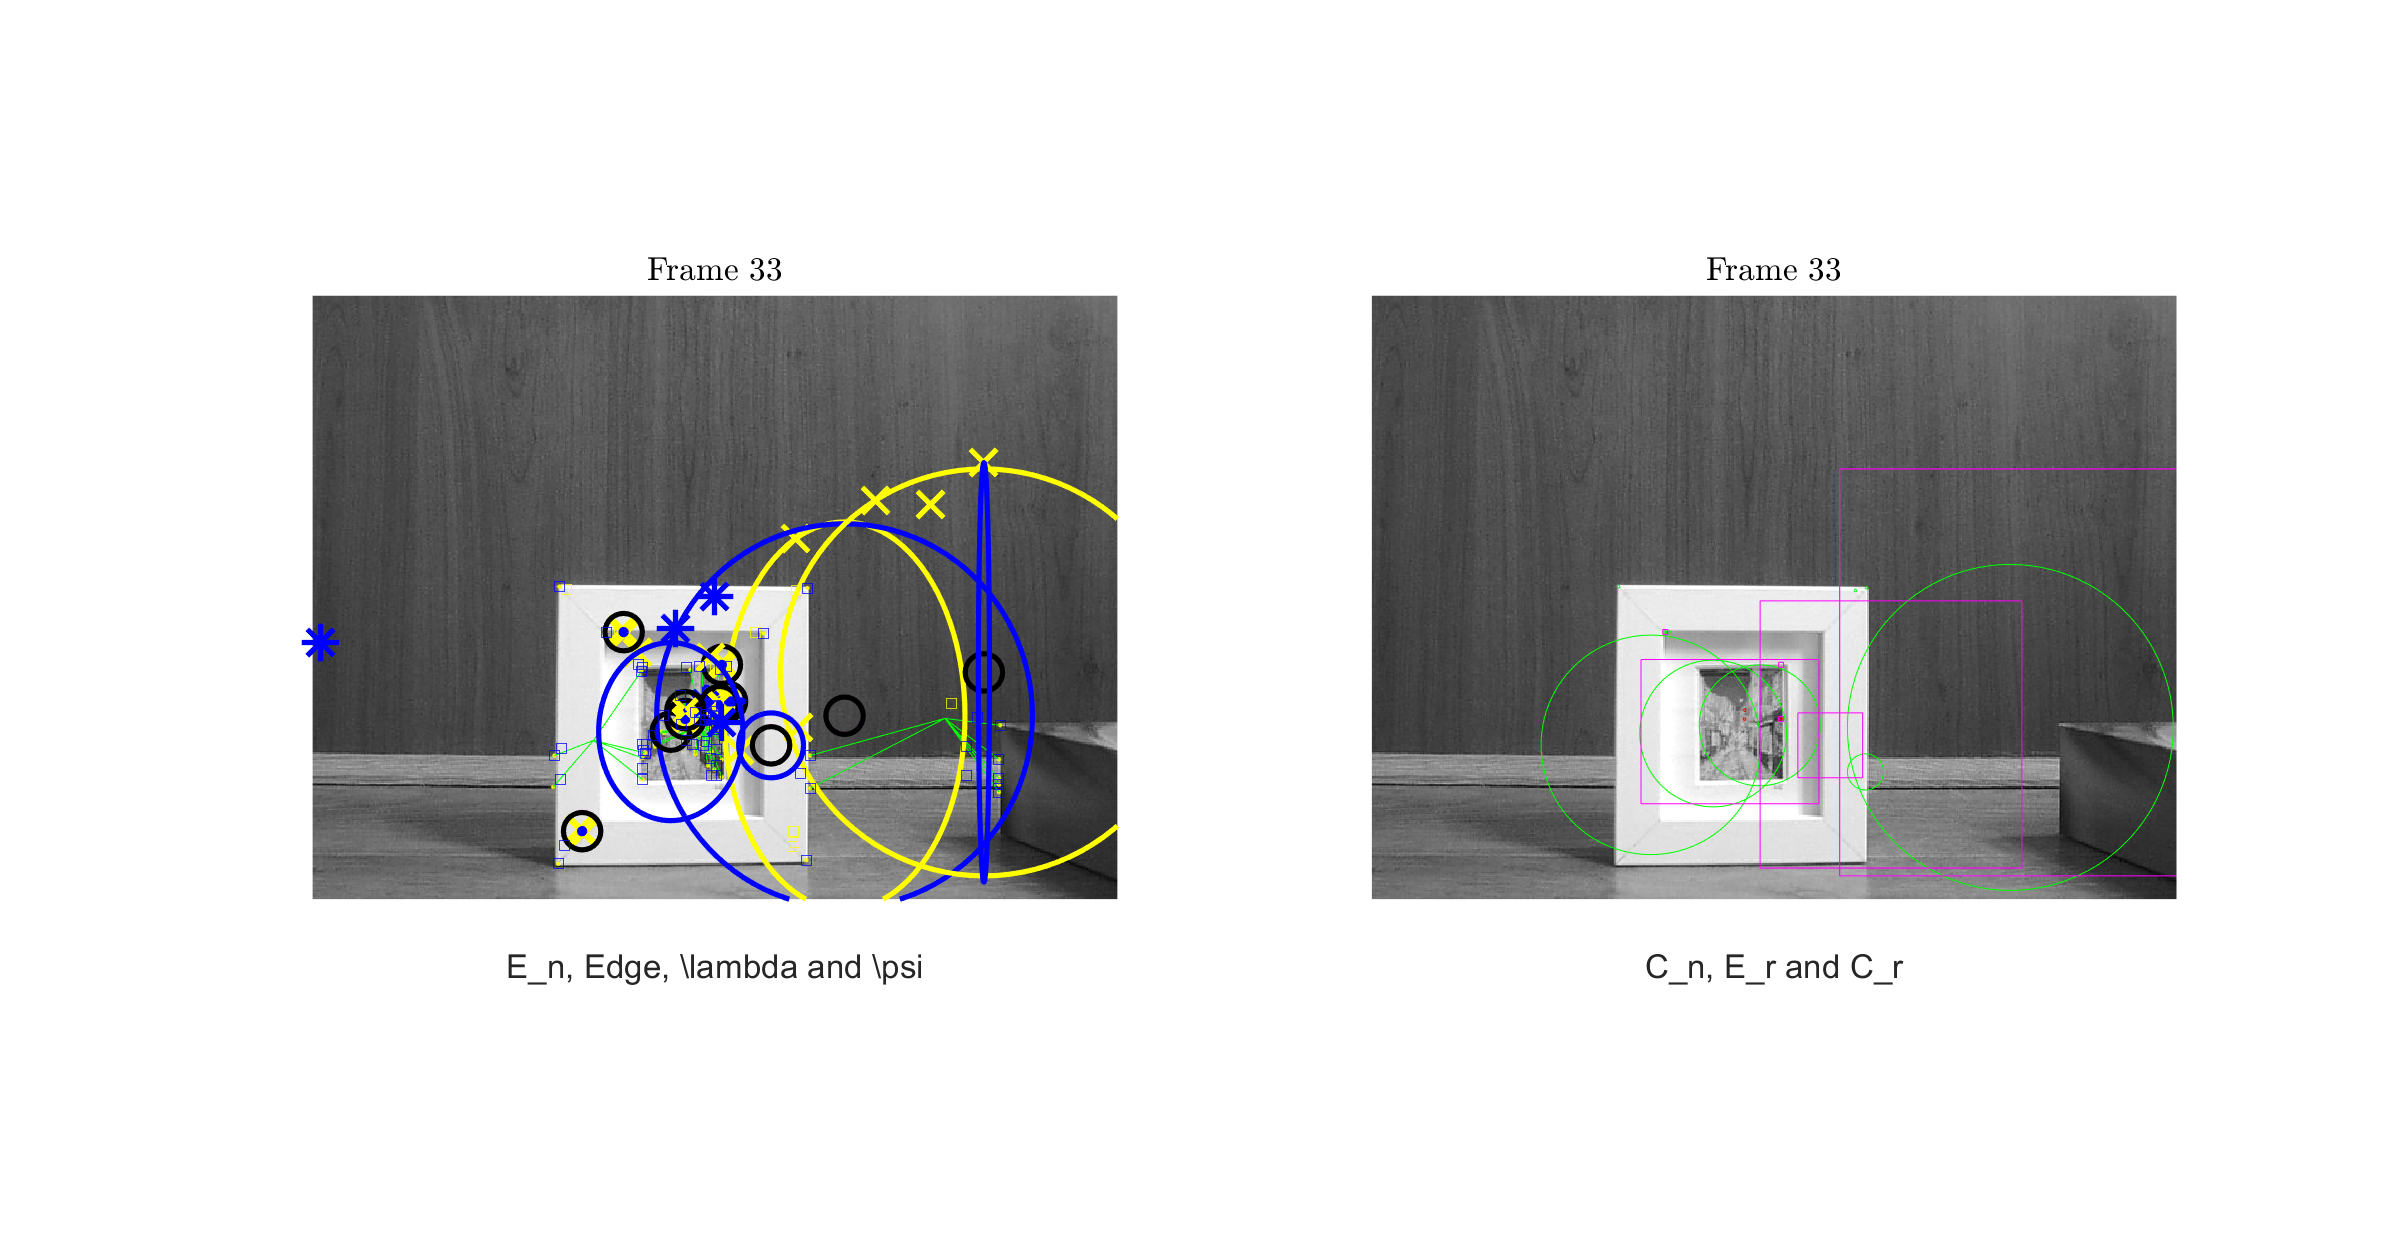 Frame 33
Frame 33
E_n, Edge, \lambda and \psi
C_n, E_r and C_r